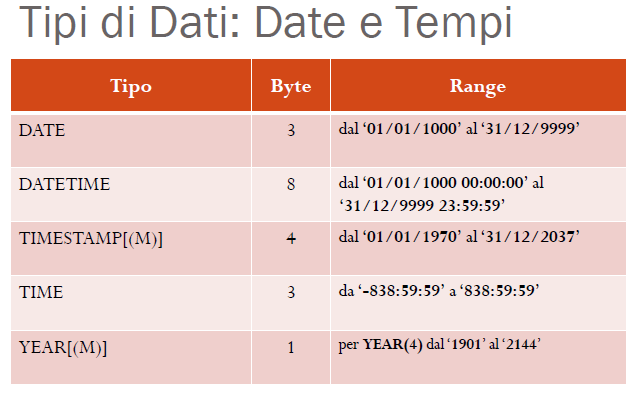 Tipi di Dati: Date e Tempi
Tipo Byte Range
DATE 3 dal ‘01/01/1000’ al ‘31/12/9999’
DATETIME 8 dal ‘01/01/1000 00:00:00’ al
‘31/12/9999 23:59:59’
TIMESTAMP[(M)] 4 dal ‘01/01/1970’ al ‘31/12/2037’
TIME 3 da ‘-838:59:59’ a ‘838:59:59’
YEAR[(M)] 1 per YEAR(4) dal ‘1901’ al ‘2144’